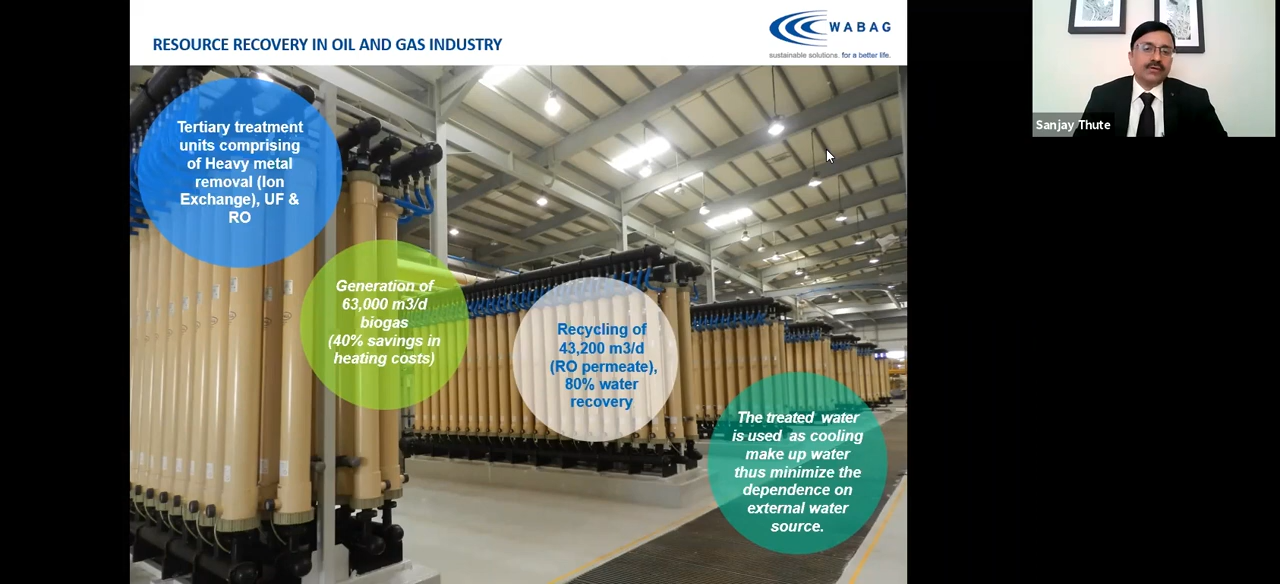 RESOURCE RECOVERY IN OIL AND GAS INDUSTRY
WABAG
sustainable solutions. for a better life.
Tertiary treatment
units comprising
of Heavy metal
removal (Ion
Exchange), UF &
RO
Generation of
63,000 m3/d
biogas
(40% savings in
heating costs)
Recycling of
43,200 m3/d
(RO permeate),
80% water
recovery
The treated water
is used as cooling
make up water
thus minimize the
dependence on
external water
source.
Sanjay Thute